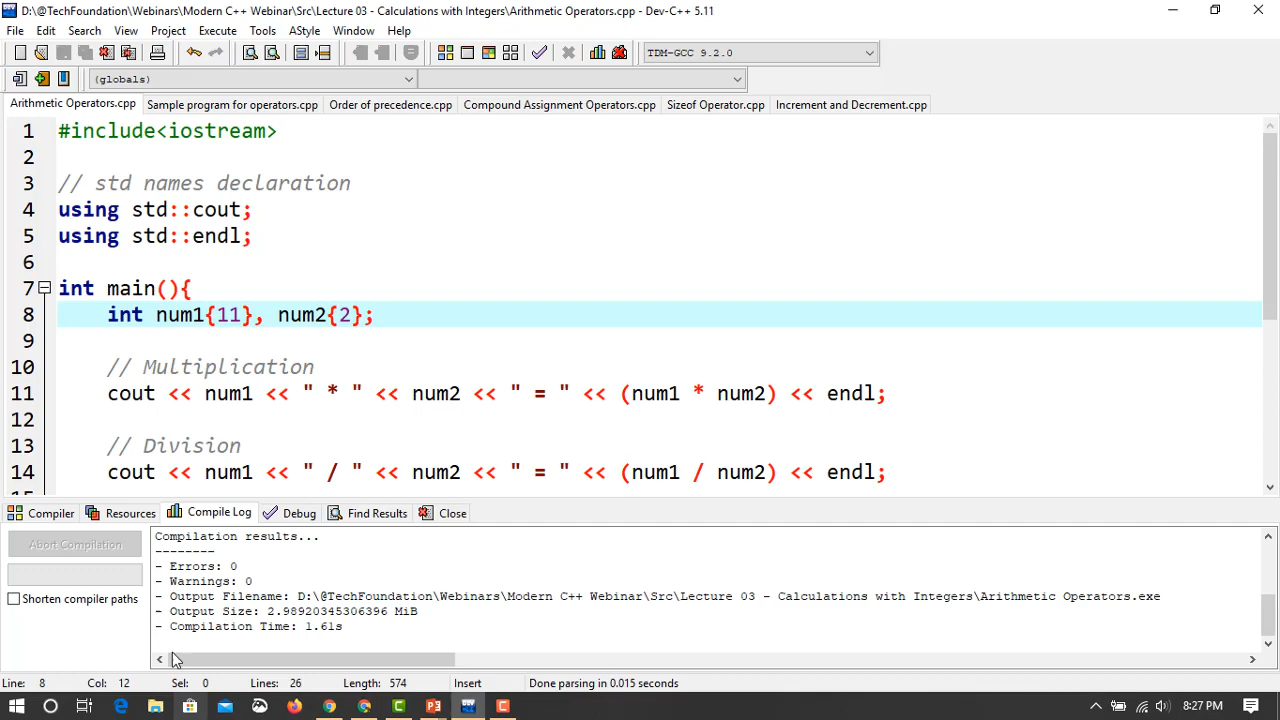 D:\@TechFoundation\Webinars\Modern C++ Webinar\Src\Lecture 03 - Calculations with Integers\Arithmetic Operators.cpp - Dev-C++ 5.11
File Edit Search View Project Execute Tools AStyle Window Help
TDM-GCC 9.2.0
(globals)
Arithmetic Operators.cpp Sample program for operators.cpp Order of precedence.cpp Compound Assignment Operators.cpp Sizeof Operator.cpp Increment and Decrement.cpp
1 #include<iostream>
2
3 // std names declaration
4 using std::cout;
5 using std::endl;
6
7 int main(){
8 int num1{11}, num2{2};
9
10 // Multiplication
11 cout << num1 << " * " << num2 << " = " << (num1 * num2) << endl;
12
13 // Division
14 cout << num1 << " / " << num2 << " = " << (num1 / num2) << endl;
Compiler Resources Compile Log Debug Find Results Close
Abort Compilation
Shorten compiler paths
Compilation results...
--------
- Errors: 0
- Warnings: 0
- Output Filename: D:\@TechFoundation\Webinars\Modern C++ Webinar\Src\Lecture 03 - Calculations with Integers\Arithmetic Operators.exe
- Output Size: 2.98920345306396 MiB
- Compilation Time: 1.61s
Line: 8 Col: 12 Sel: 0 Lines: 26 Length: 574 Insert Done parsing in 0.015 seconds
8:27 PM